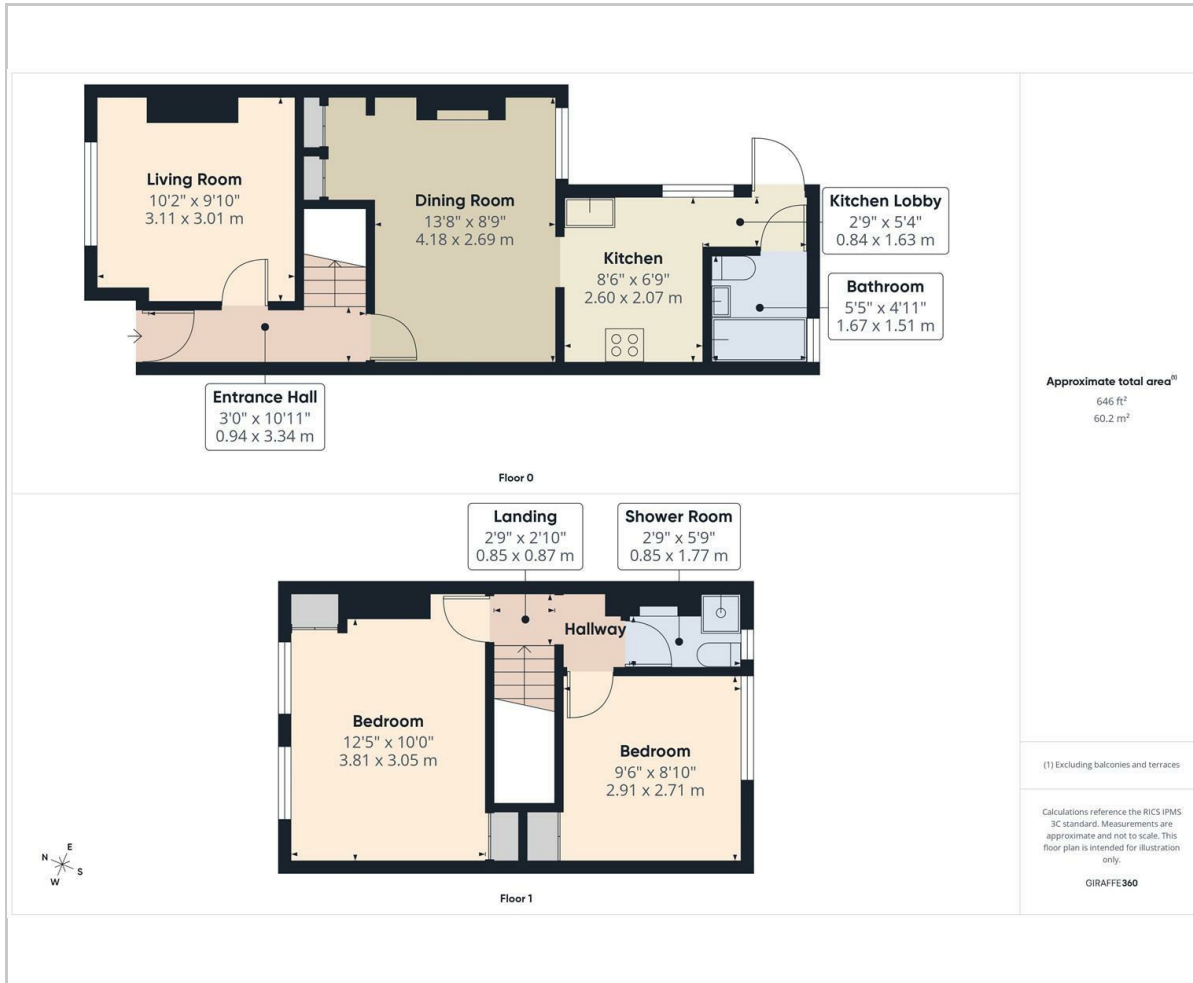 Living Room
10'2" x 9'10"
3.11 x 3.01 m
Dining Room
13'8" x 8'9"
4.18 x 2.69 m
Kitchen
8'6" x 6'9"
2.60 x 2.07 m
Kitchen Lobby
2'9" x 5'4"
0.84 x 1.63 m
Bathroom
5'5" x 4'11"
1.67 x 1.51 m
Entrance Hall
3'0" x 10'11"
0.94 x 3.34 m
Floor 0
Landing
2'9" x 2'10"
0.85 x 0.87 m
Shower Room
2'9" x 5'9"
0.85 x 1.77 m
Hallway
Bedroom
12'5" x 10'0"
3.81 x 3.05 m
Bedroom
9'6" x 8'10"
2.91 x 2.71 m
N
E
S
W
Floor 1
Approximate total area(1)
646 ft²
60.2 m²
(1) Excluding balconies and terraces
Calculations reference the RICS IPMS
3C standard. Measurements are
approximate and not to scale. This
floor plan is intended for illustration
only.
GIRAFFE360